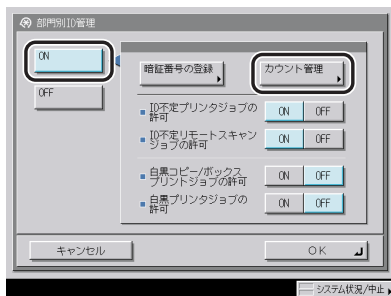 部門別ID管理
ON
OFF
暗証番号の登録
カウント管理
ID不定プリンタジョブの
許可
ON OFF
ID不定リモートスキャン
ジョブの許可
ON OFF
白黒コピー/ボックス
プリントジョブの許可
ON OFF
白黒プリンタジョブの
許可
ON OFF
キャンセル
OK
システム状況/中止